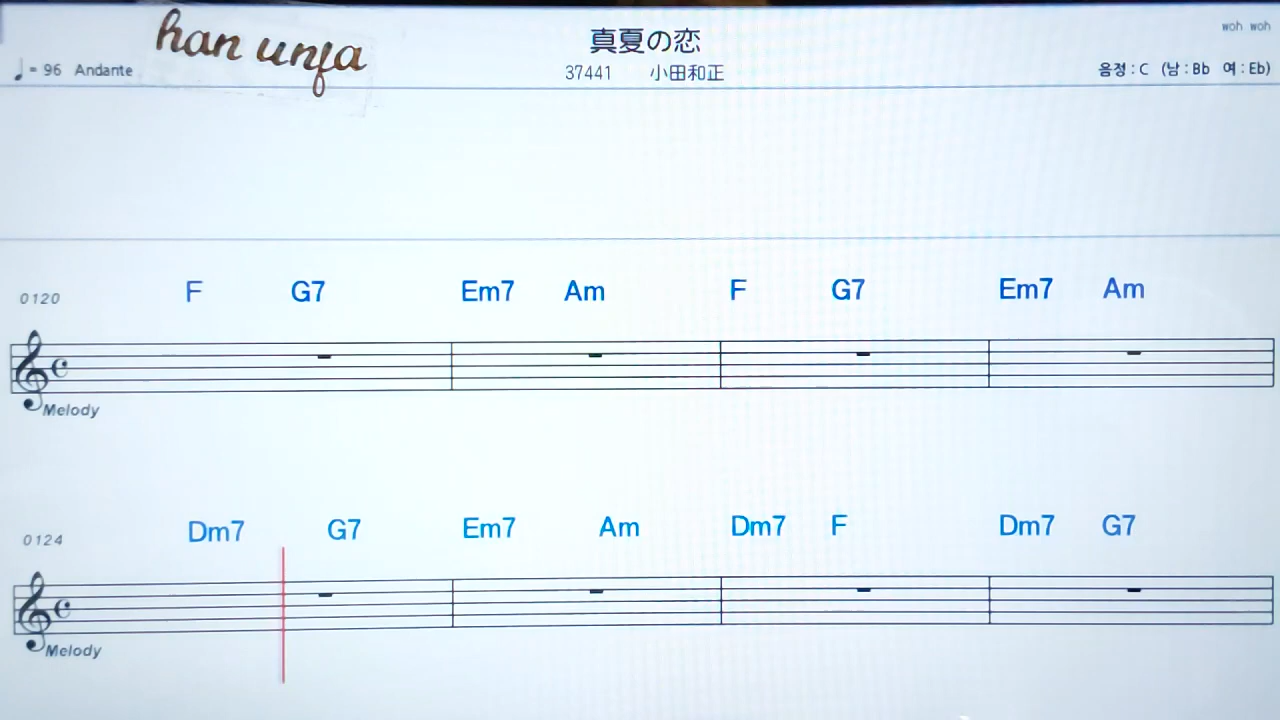 han unfa
真夏の恋
woh woh
♩= 96 Andante
37441 小田和正
음정 : C (남 : Bb 여 : Eb)
0120 F G7 Em7 Am F G7 Em7 Am
Melody
0124 Dm7 G7 Em7 Am Dm7 F Dm7 G7
Melody